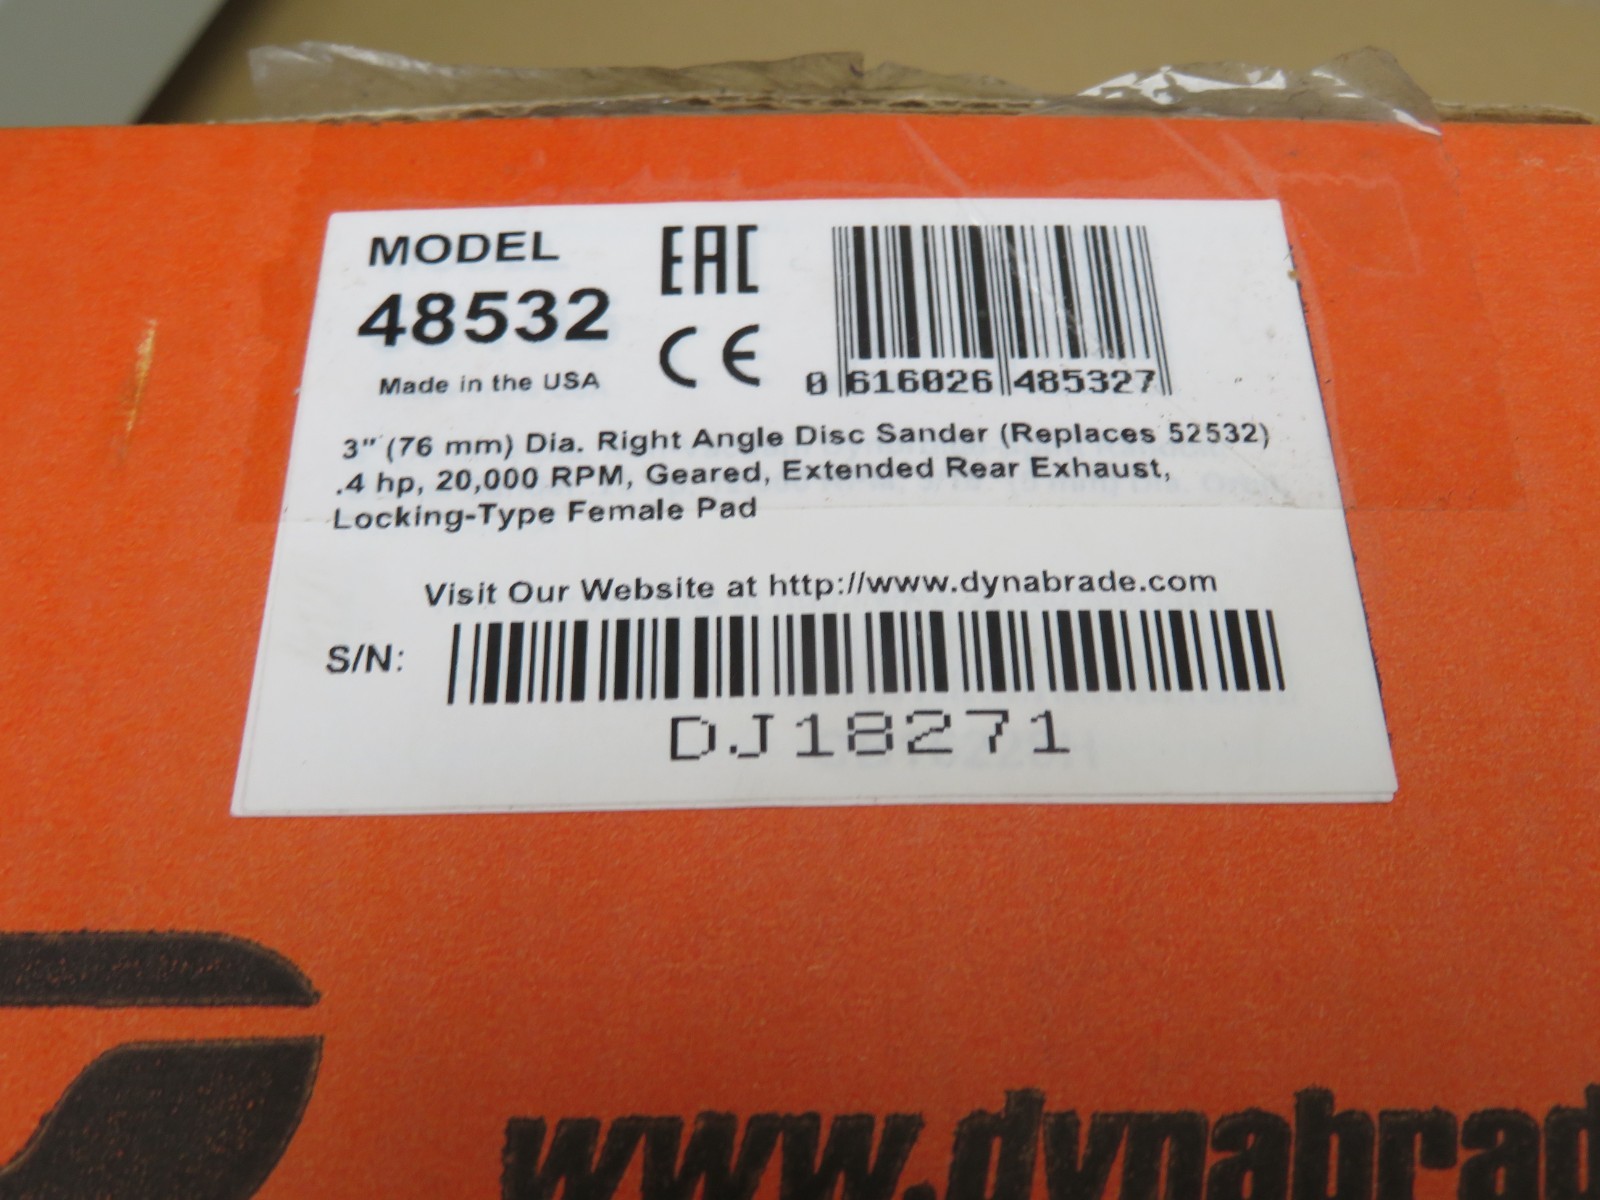 MODEL
48532
Made in the USA
EAC
CE
0 616026 485327
3" (76 mm) Dia. Right Angle Disc Sander (Replaces 52532)
.4 hp, 20,000 RPM, Geared, Extended Rear Exhaust,
Locking-Type Female Pad
Visit Our Website at http://www.dynabrade.com
S/N:
DJ18271
www.dynabrad